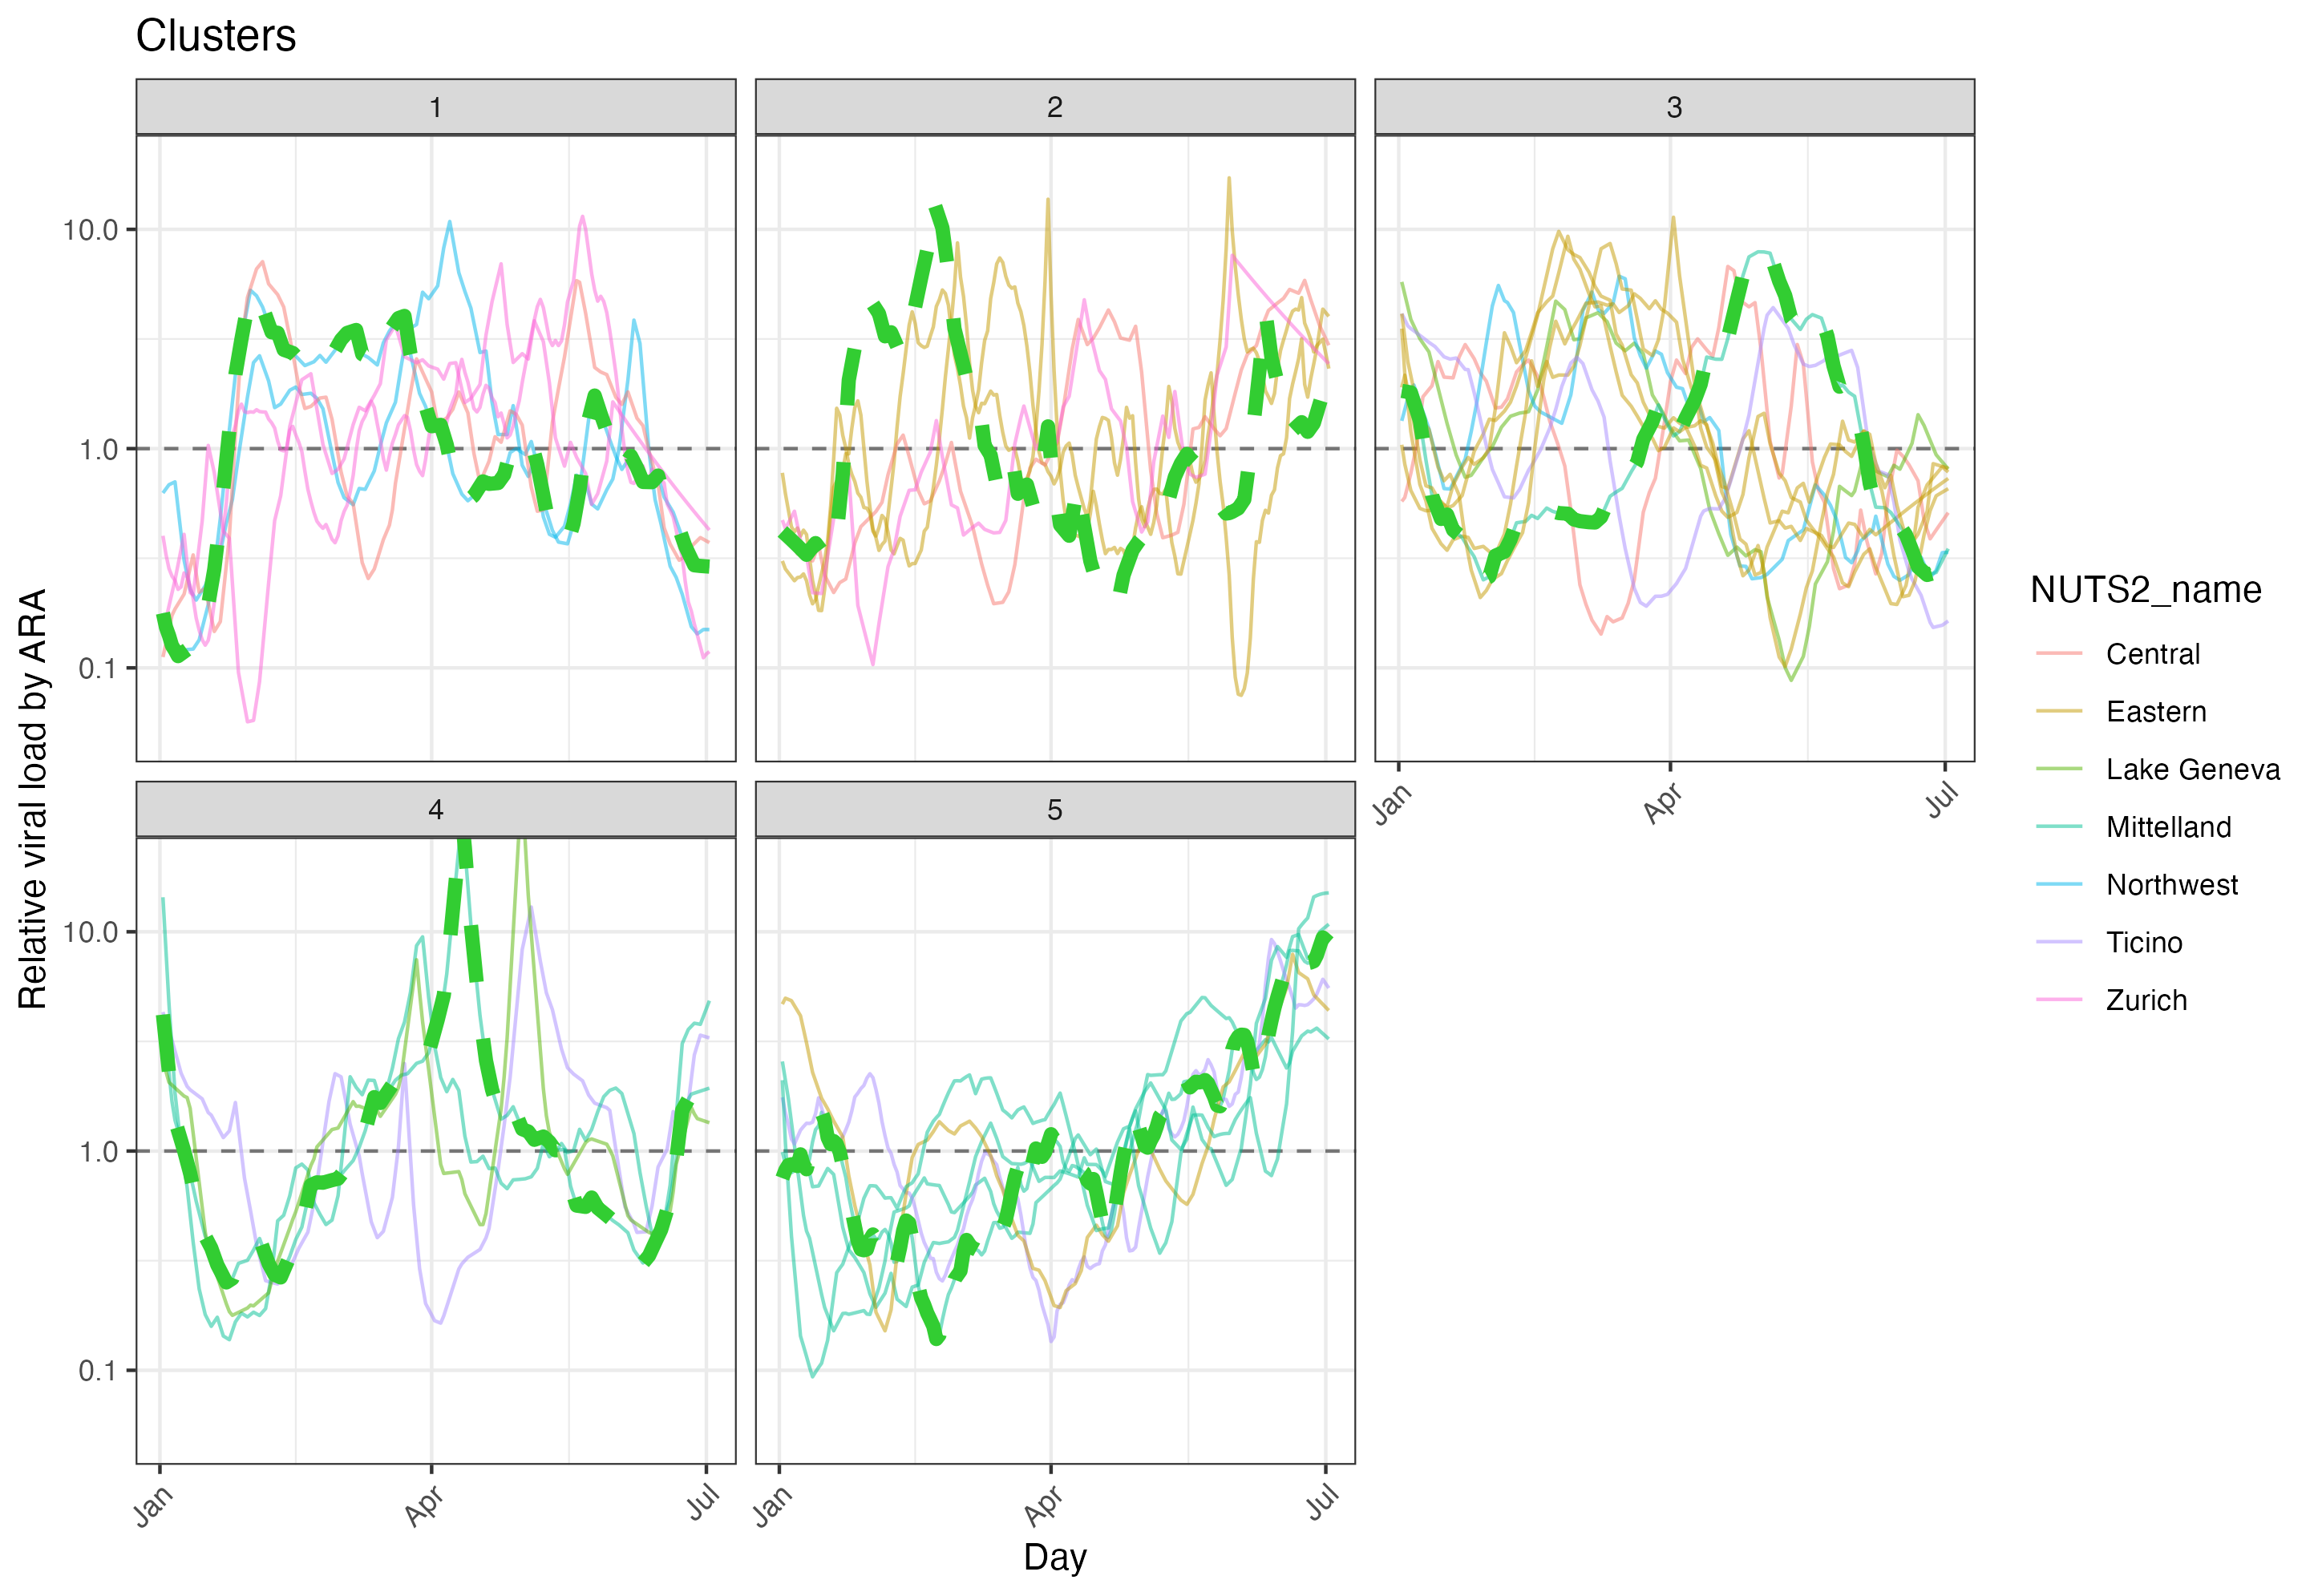 Clusters
1
2
3
10.0
1.0
0.1
Jan
Apr
Jul
4
5
10.0
1.0
0.1
Jan
Apr
Jul
Jan
Apr
Jul
Relative viral load by ARA
Day
NUTS2_name
Central
Eastern
Lake Geneva
Mittelland
Northwest
Ticino
Zurich